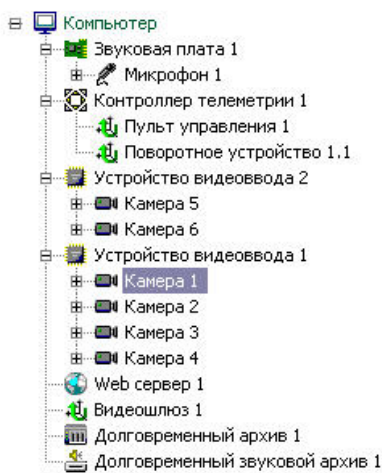 Компьютер
Звуковая плата 1
Микрофон 1
Контроллер телеметрии 1
Пульт управления 1
Поворотное устройство 1.1
Устройство видеоввода 2
Камера 5
Камера 6
Устройство видеоввода 1
Камера 1
Камера 2
Камера 3
Камера 4
Web сервер 1
Видеошлюз 1
Долговременный архив 1
Долговременный звуковой архив 1